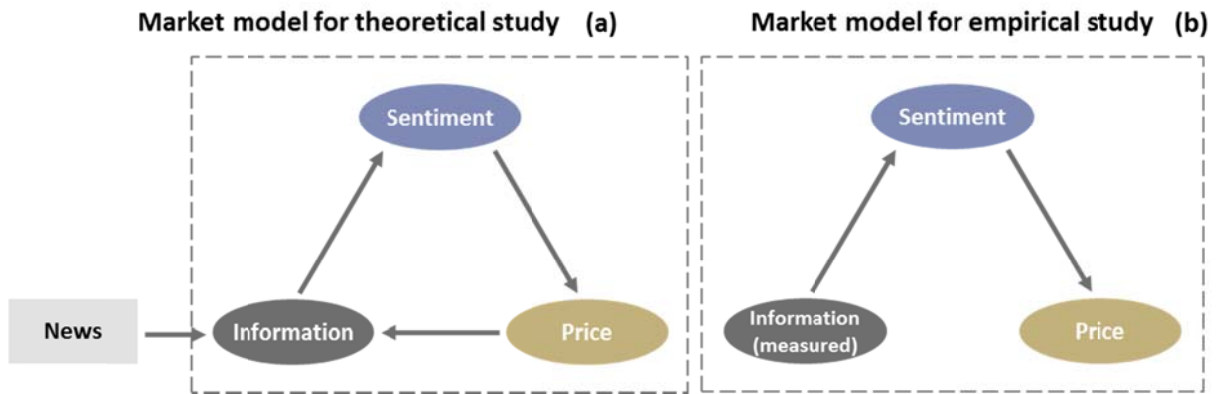 Market model for theoretical study (a)
Market model for empirical study (b)
Sentiment
Sentiment
News
Information
Price
Information
(measured)
Price